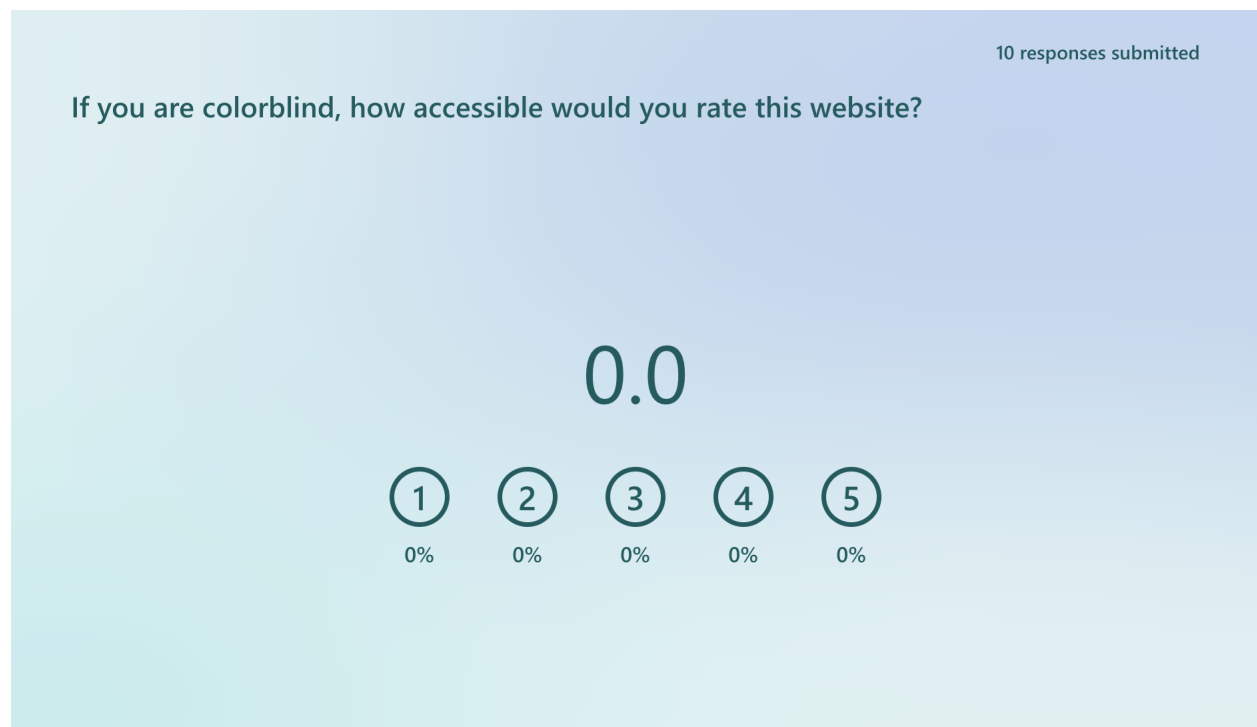 10 responses submitted
If you are colorblind, how accessible would you rate this website?
0.0
1 2 3 4 5
0% 0% 0% 0% 0%